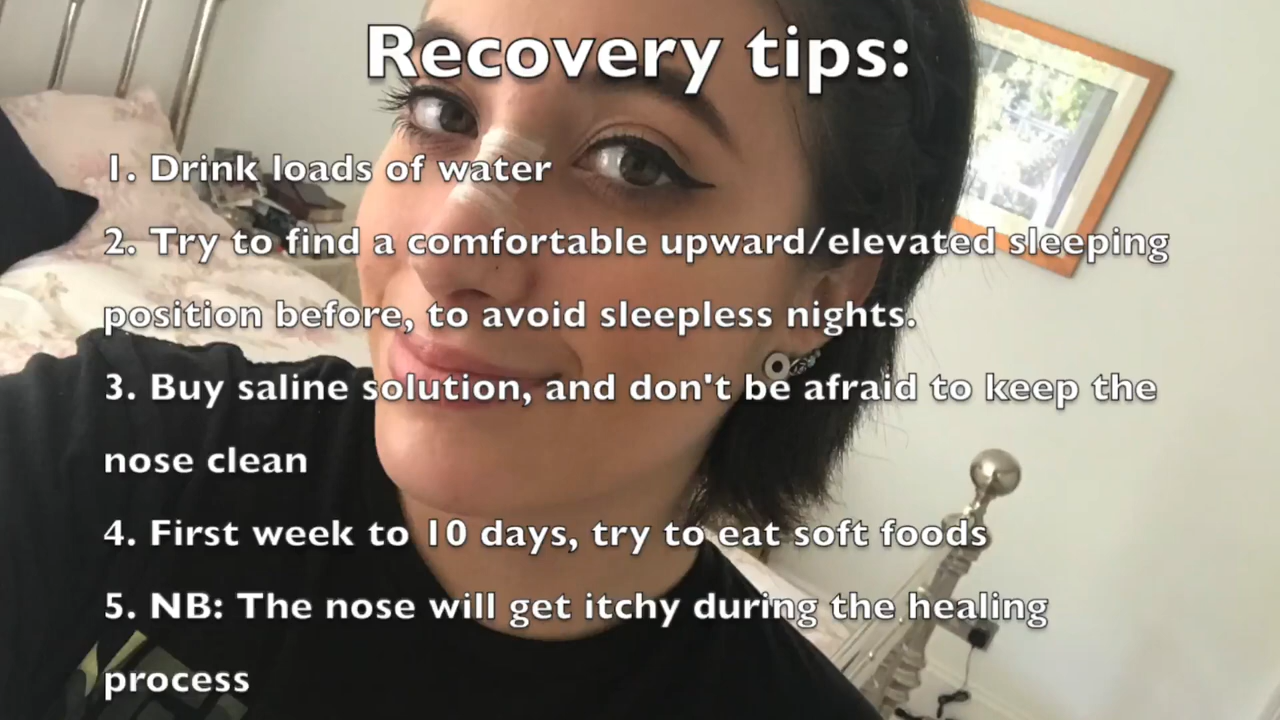 Recovery tips:
1. Drink loads of water
2. Try to find a comfortable upward/elevated sleeping
position before, to avoid sleepless nights.
3. Buy saline solution, and don't be afraid to keep the
nose clean
4. First week to 10 days, try to eat soft foods
5. NB: The nose will get itchy during the healing
process